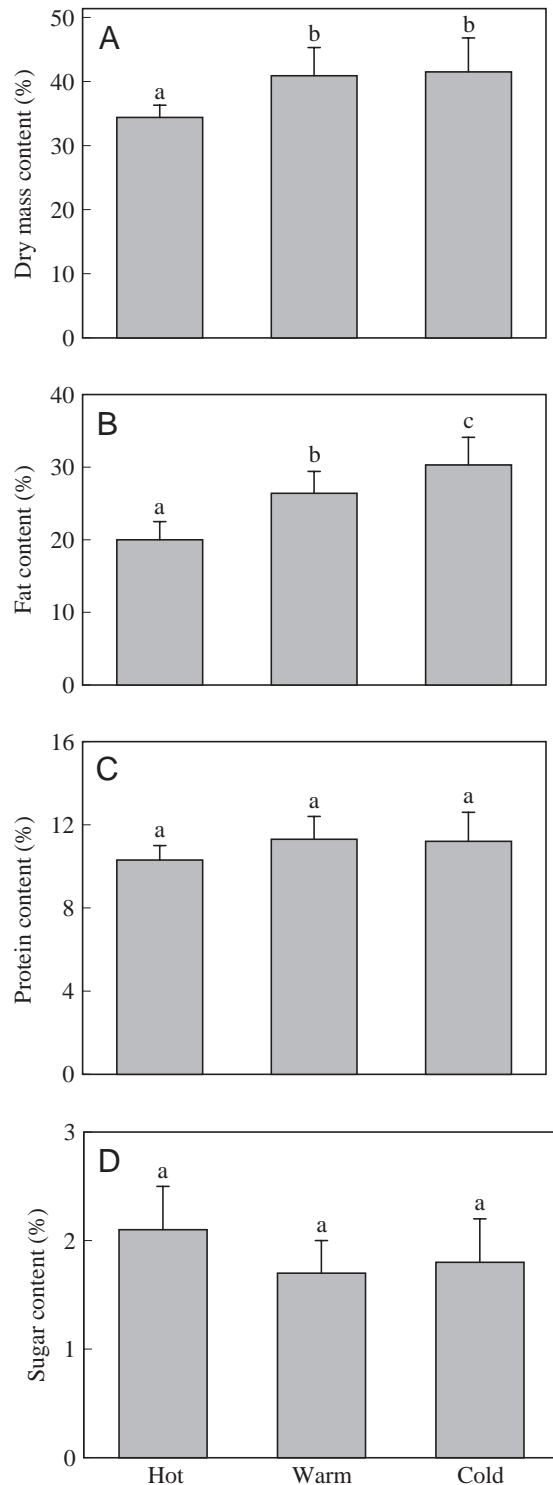 A
Dry mass content (%)
50
40
30
20
10
0
a
b
b
B
Fat content (%)
40
30
20
10
0
a
b
c
C
Protein content (%)
16
12
8
4
0
a
a
a
D
Sugar content (%)
3
2
1
0
a
a
a
Hot Warm Cold